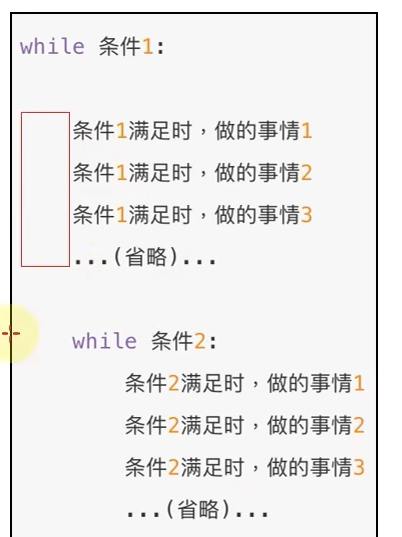 while 条件1:
条件1满足时，做的事情1
条件1满足时，做的事情2
条件1满足时，做的事情3
...(省略)...
while 条件2:
条件2满足时，做的事情1
条件2满足时，做的事情2
条件2满足时，做的事情3
...(省略)...